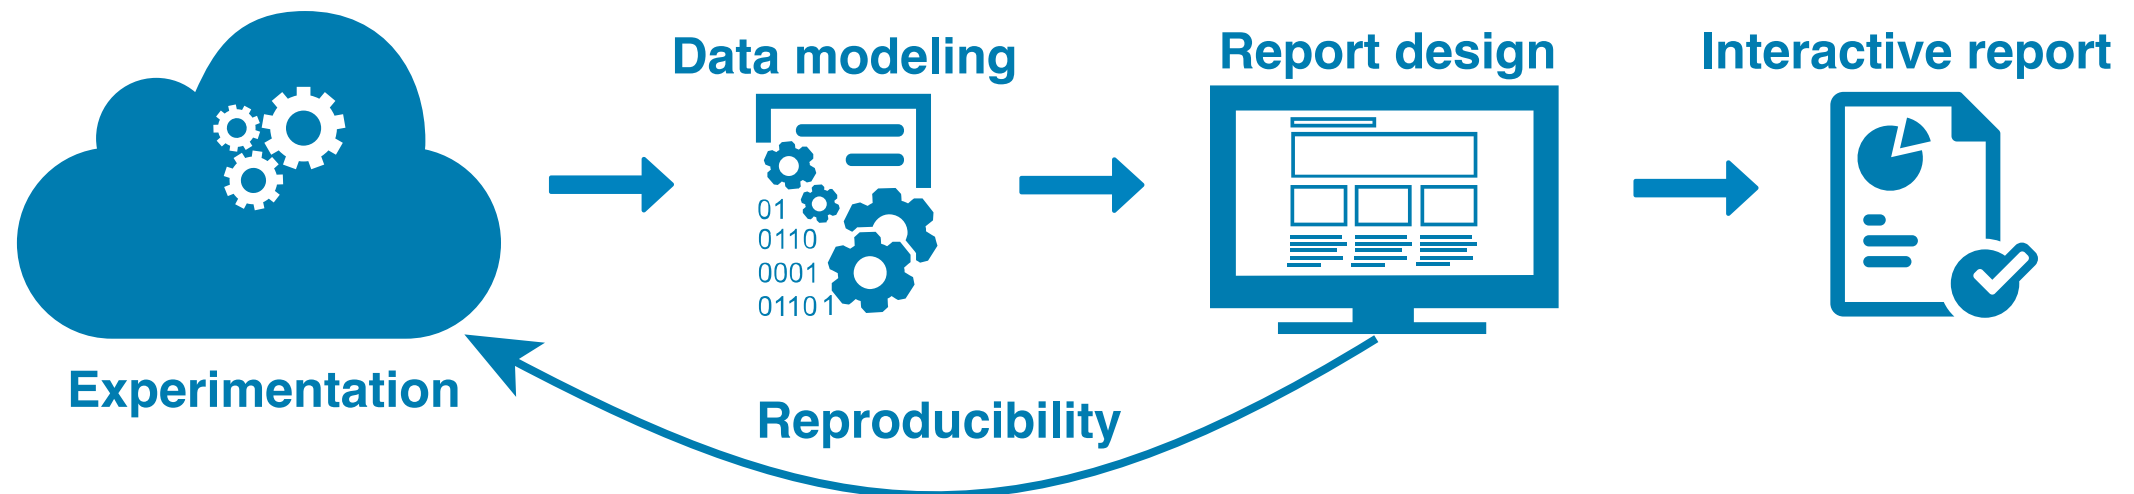 Experimentation
Data modeling
01
0110
0001
01101
Report design
Interactive report
Reproducibility